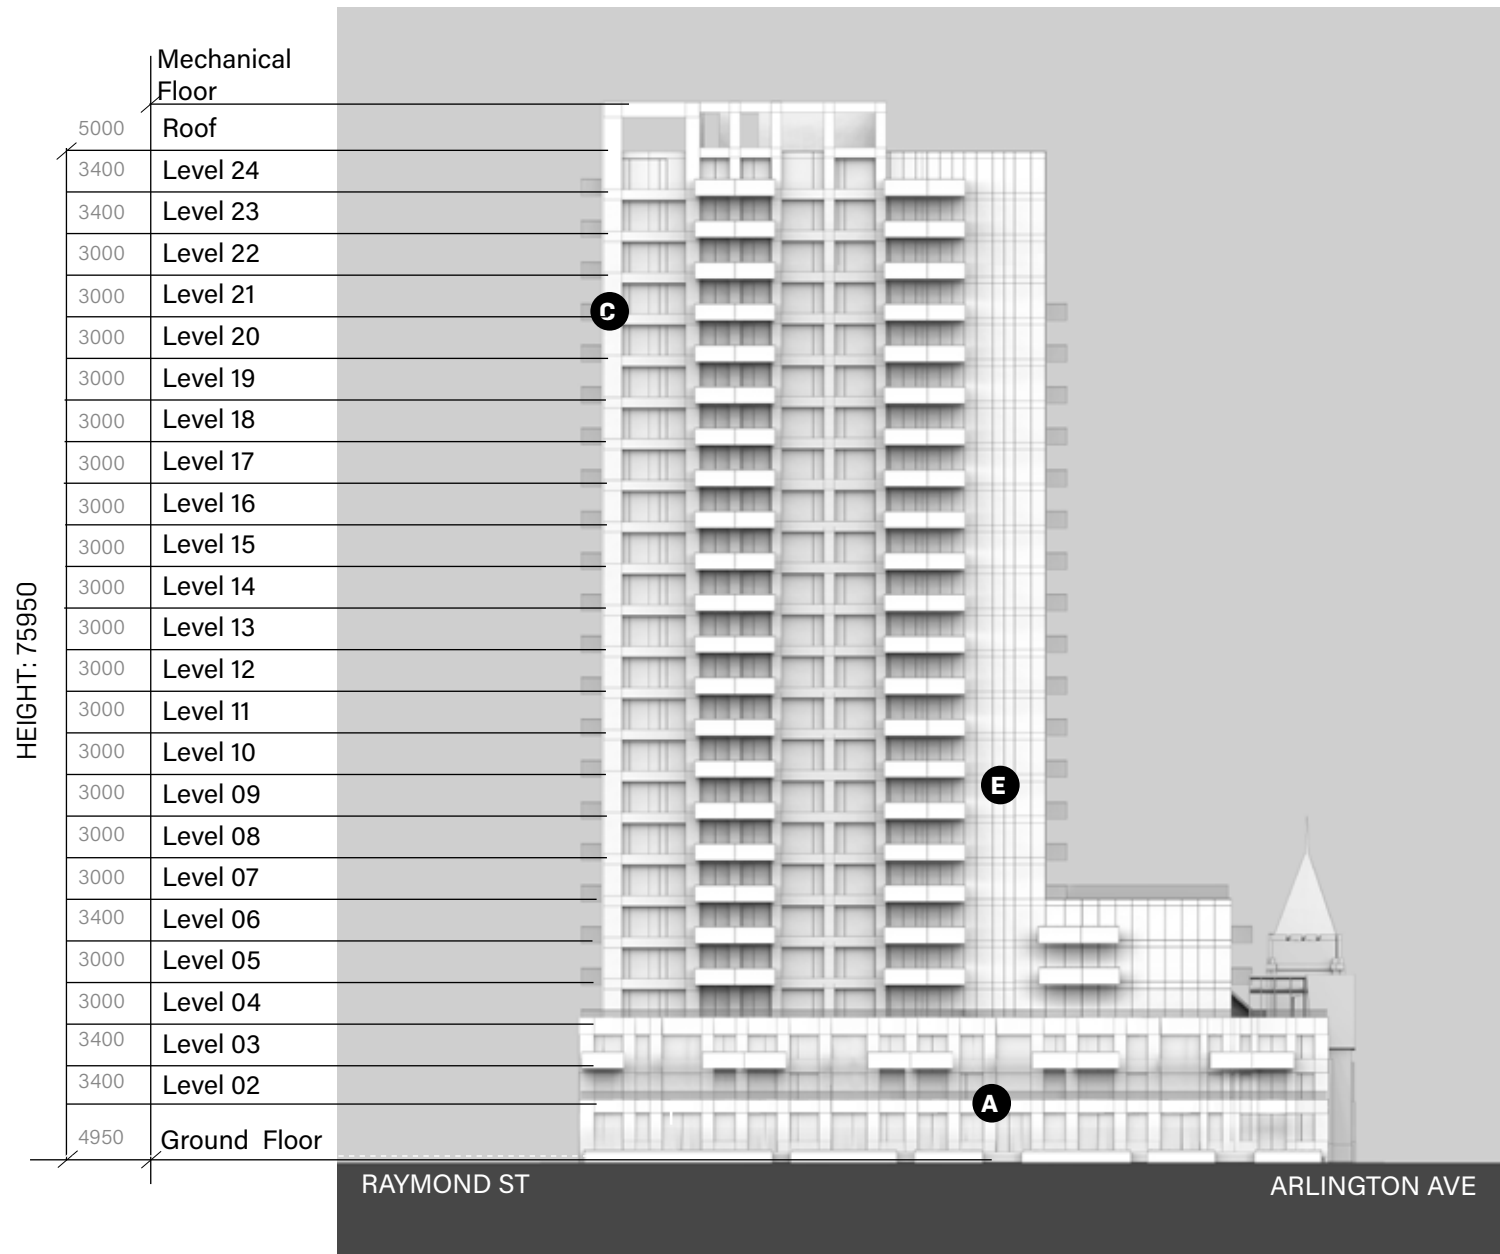 Mechanical
Floor
5000 Roof
3400 Level 24
3400 Level 23
3000 Level 22
3000 Level 21
3000 Level 20
3000 Level 19
3000 Level 18
3000 Level 17
3000 Level 16
3000 Level 15
3000 Level 14
3000 Level 13
3000 Level 12
3000 Level 11
3000 Level 10
3000 Level 09
3000 Level 08
3000 Level 07
3400 Level 06
3000 Level 05
3000 Level 04
3400 Level 03
3400 Level 02
4950 Ground Floor
HEIGHT: 75950
C
E
A
RAYMOND ST
ARLINGTON AVE